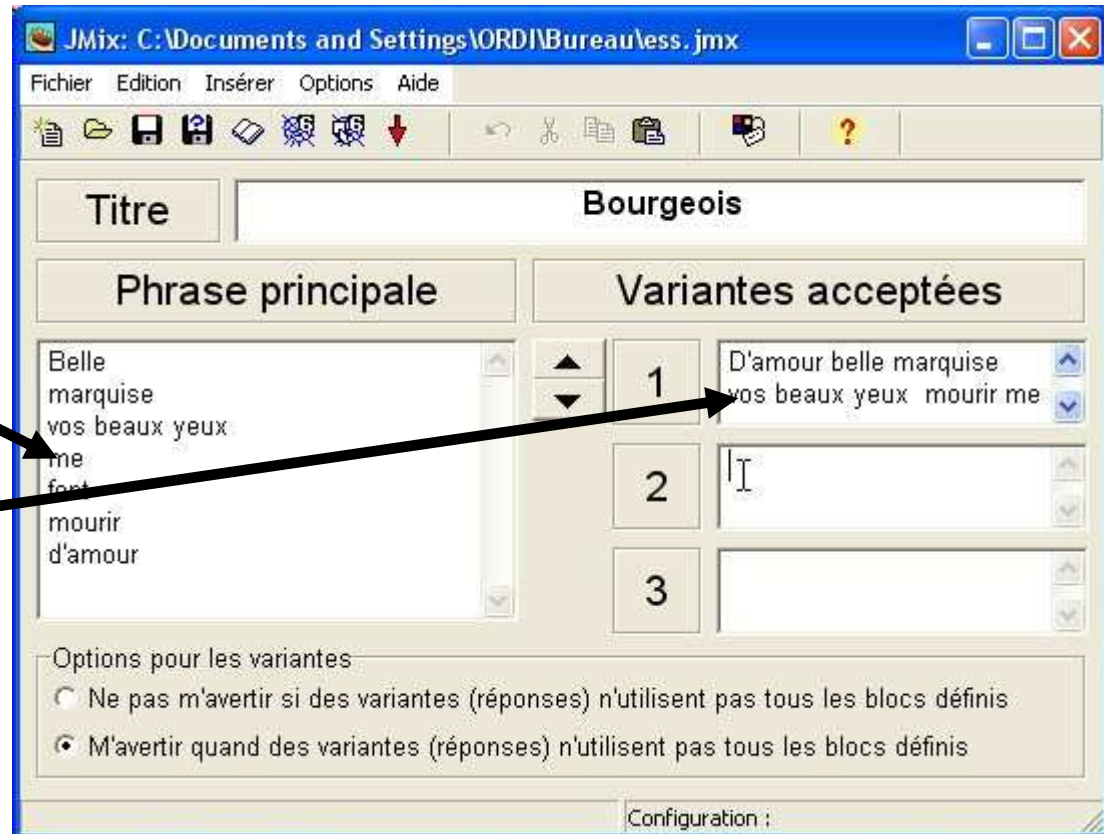 JMix: C:\Documents and Settings\ORDI\Bureau\ess.jmx
Fichier Edition Insérer Options Aide
?
Titre
Bourgeois
Phrase principale
Variantes acceptées
Belle
marquise
vos beaux yeux
me
font
mourir
d'amour
1
D'amour belle marquise
vos beaux yeux mourir me
2
3
Options pour les variantes
Ne pas m'avertir si des variantes (réponses) n'utilisent pas tous les blocs définis
M'avertir quand des variantes (réponses) n'utilisent pas tous les blocs définis
Configuration :